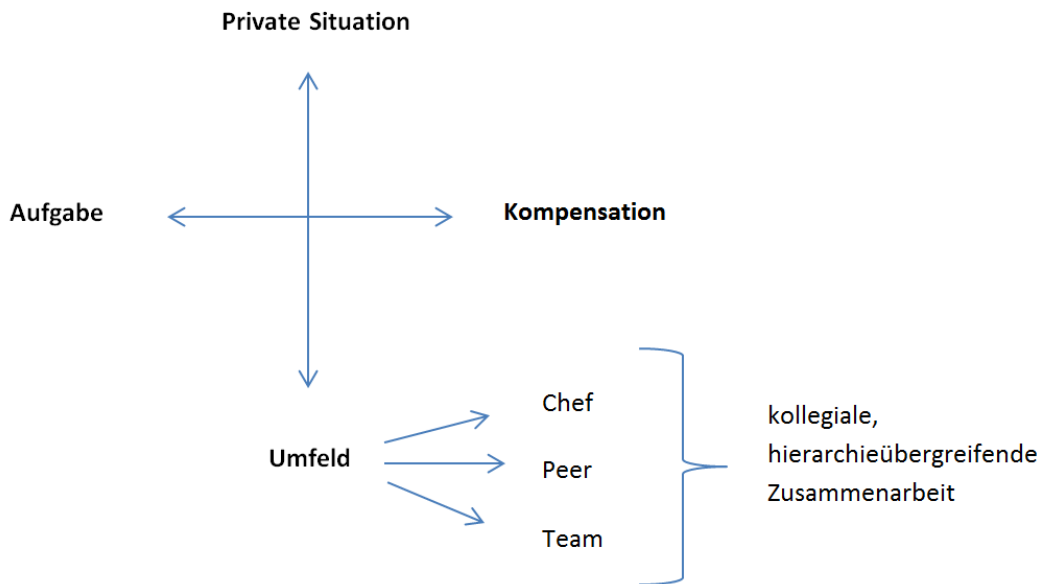 Private Situation
Aufgabe
Kompensation
Umfeld
Chef
Peer
Team
kollegiale,
hierarchieübergreifende
Zusammenarbeit